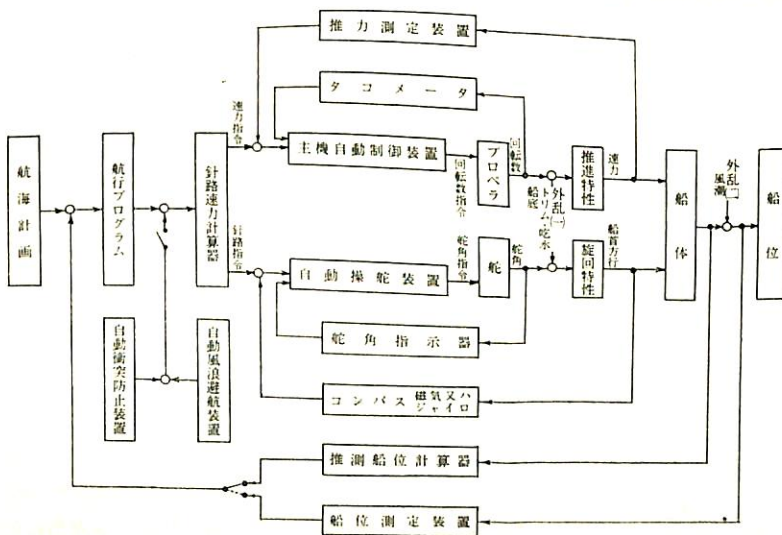 推力測定装置
タコメータ
速力指令
主機自動制御装置
回転数指令
プロペラ
回転数
船底
トリム・吃水
外乱(一)
推進特性
速力
外乱
風潮
航海計画
航行プログラム
針路速力計算器
船体
船位
針路指令
自動操舵装置
舵角指令
舵
舵角
旋回特性
船首方行
舵角指示器
自動衝突防止装置
自動風浪避航装置
コンパス 磁気又ハ
ジャイロ
推測船位計算器
船位測定装置